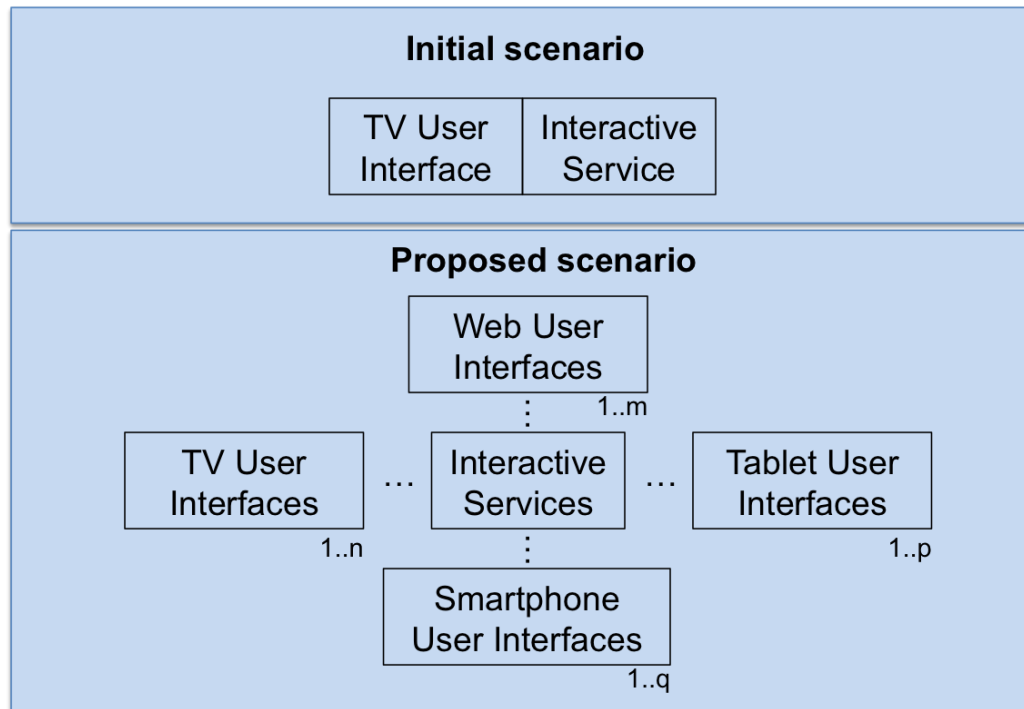 Initial scenario
TV User Interactive
Interface Service
Proposed scenario
Web User
Interfaces
1..m
TV User
Interfaces
1..n
...
Interactive
Services
...
Tablet User
Interfaces
1..p
Smartphone
User Interfaces
1..q